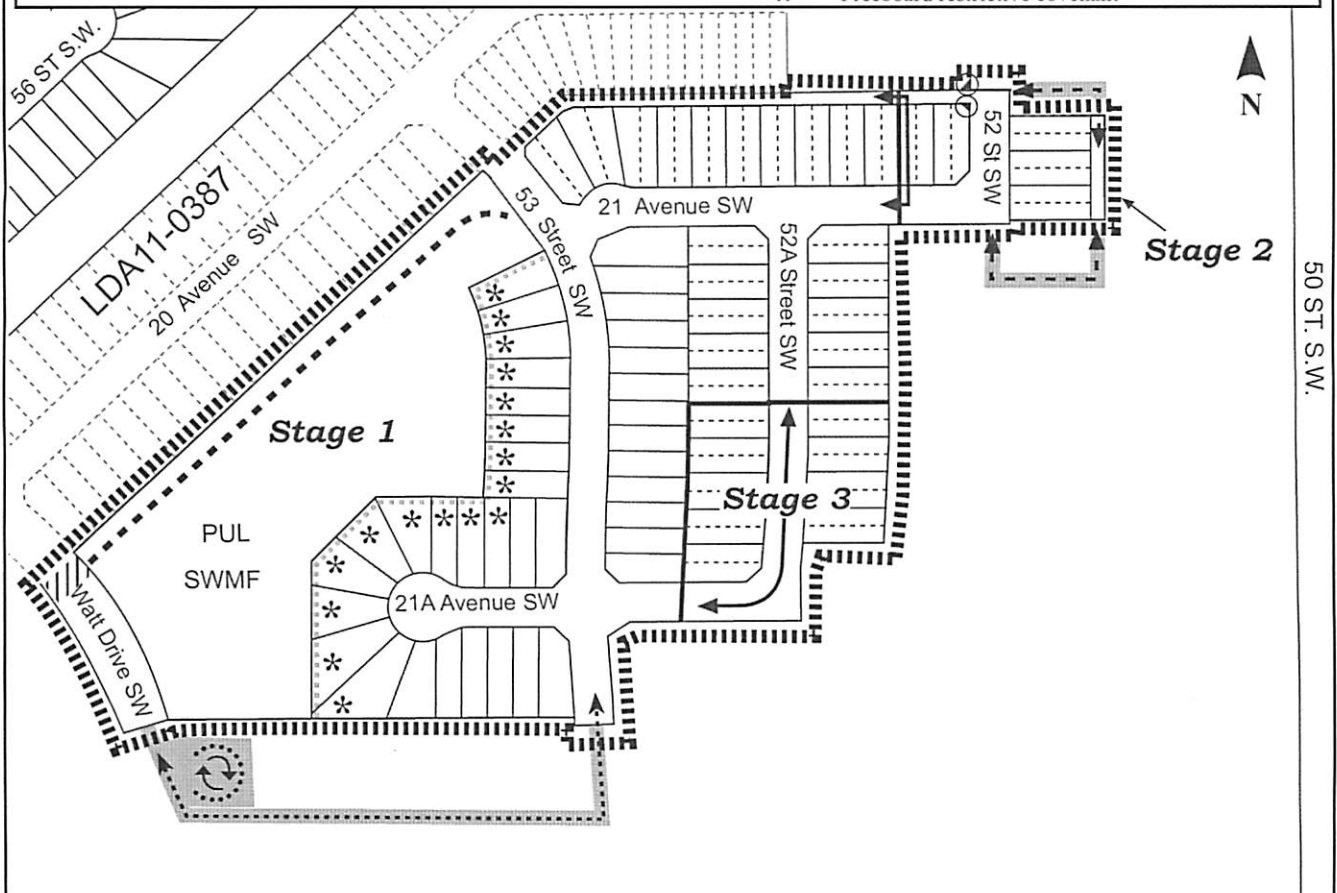 56 ST S.W.
N
52 St SW
LDA11-0387
20 Avenue SW
53 Street SW
21 Avenue SW
52A Street SW
Stage 2
50 ST. S.W.
Stage 1
Stage 3
PUL
SWMF
21A Avenue SW
Watt Drive SW